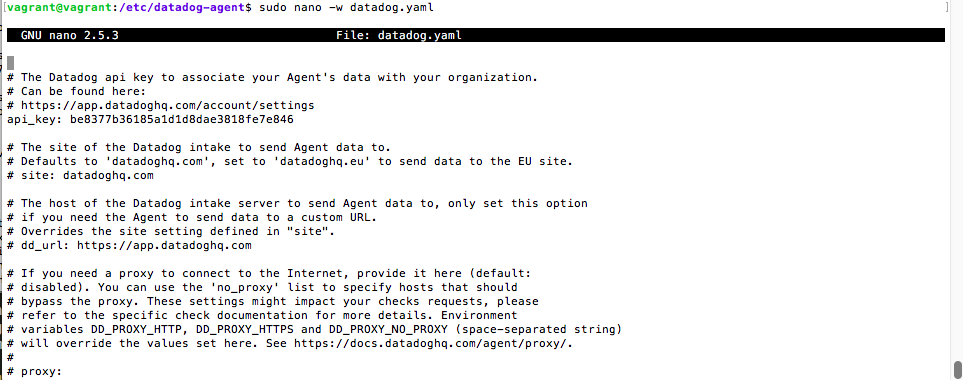 [vagrant@vagrant:/etc/datadog-agent$ sudo nano -w datadog.yaml ]
GNU nano 2.5.3 File: datadog.yaml
# The Datadog api key to associate your Agent's data with your organization.
# Can be found here:
# https://app.datadoghq.com/account/settings
api_key: be8377b36185a1d1d8dae3818fe7e846
# The site of the Datadog intake to send Agent data to.
# Defaults to 'datadoghq.com', set to 'datadoghq.eu' to send data to the EU site.
# site: datadoghq.com
# The host of the Datadog intake server to send Agent data to, only set this option
# if you need the Agent to send data to a custom URL.
# Overrides the site setting defined in "site".
# dd_url: https://app.datadoghq.com
# If you need a proxy to connect to the Internet, provide it here (default:
# disabled). You can use the 'no_proxy' list to specify hosts that should
# bypass the proxy. These settings might impact your checks requests, please
# refer to the specific check documentation for more details. Environment
# variables DD_PROXY_HTTP, DD_PROXY_HTTPS and DD_PROXY_NO_PROXY (space-separated string)
# will override the values set here. See https://docs.datadoghq.com/agent/proxy/.
#
# proxy: